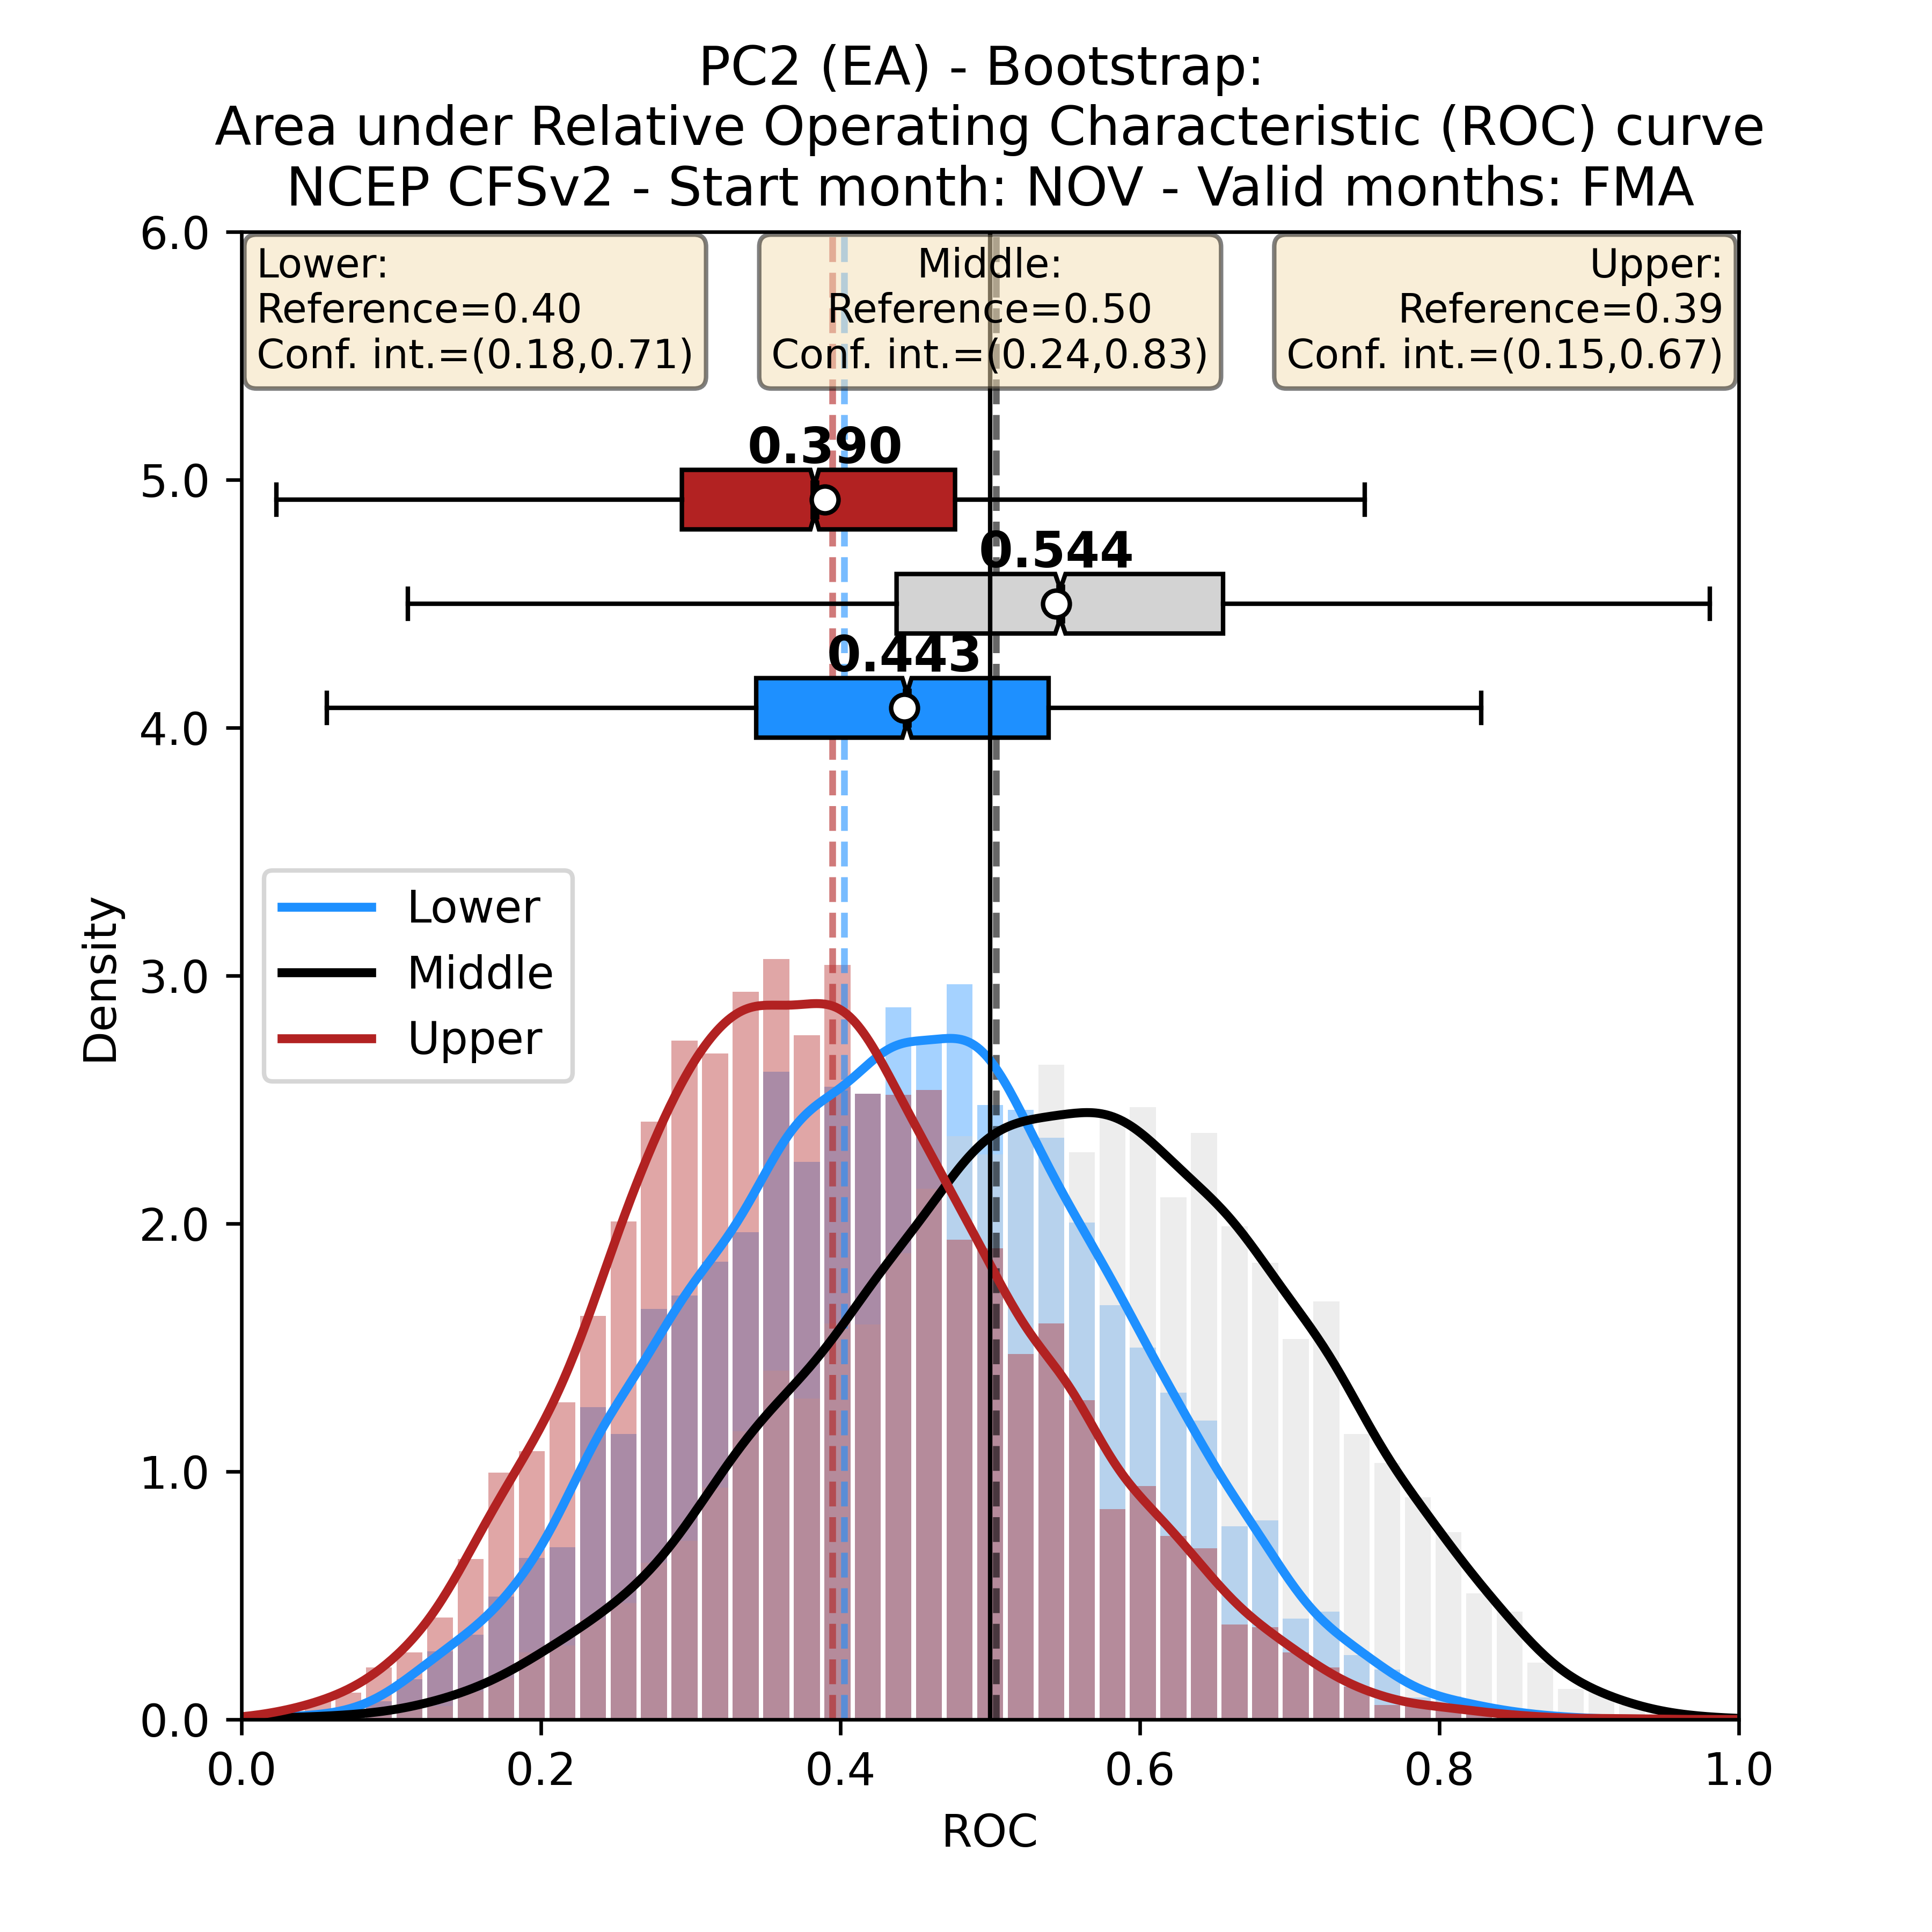 PC2 (EA) - Bootstrap:
Area under Relative Operating Characteristic (ROC) curve
NCEP CFSv2 - Start month: NOV - Valid months: FMA
Lower:
Reference=0.40
Conf. int.=(0.18,0.71)
Middle:
Reference=0.50
Conf. int.=(0.24,0.83)
Upper:
Reference=0.39
Conf. int.=(0.15,0.67)
0.390
0.544
0.443
Lower
Middle
Upper
Density
6.0
5.0
4.0
3.0
2.0
1.0
0.0
0.0
0.2
0.4
0.6
0.8
1.0
ROC